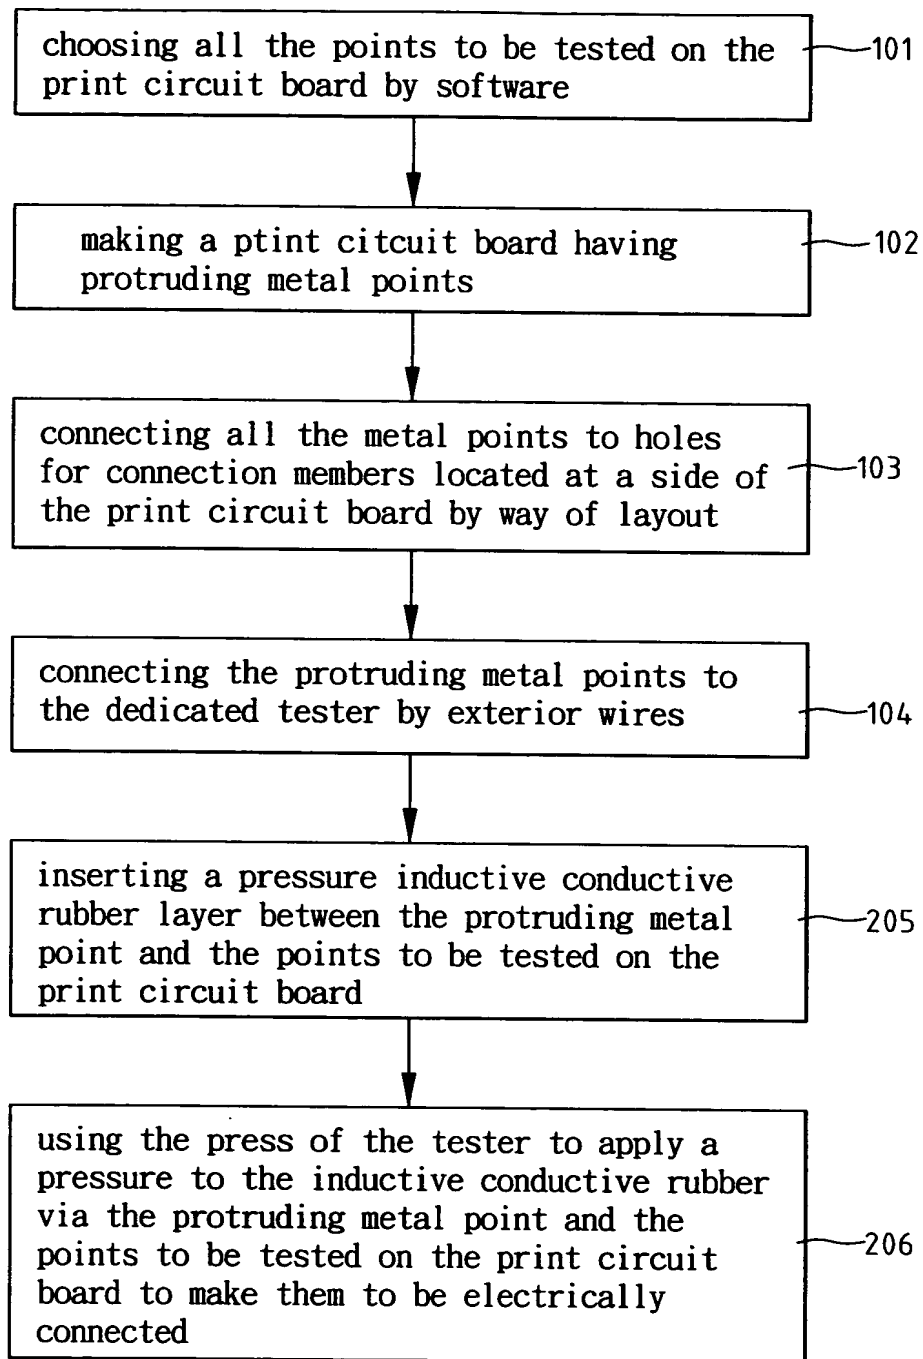 choosing all the points to be tested on the
print circuit board by software
101
making a ptint citcuit board having
protruding metal points
102
connecting all the metal points to holes
for connection members located at a side of
the print circuit board by way of layout
103
connecting the protruding metal points to
the dedicated tester by exterior wires
104
inserting a pressure inductive conductive
rubber layer between the protruding metal
point and the points to be tested on the
print circuit board
205
using the press of the tester to apply a
pressure to the inductive conductive rubber
via the protruding metal point and the
points to be tested on the print circuit
board to make them to be electrically
connected
206